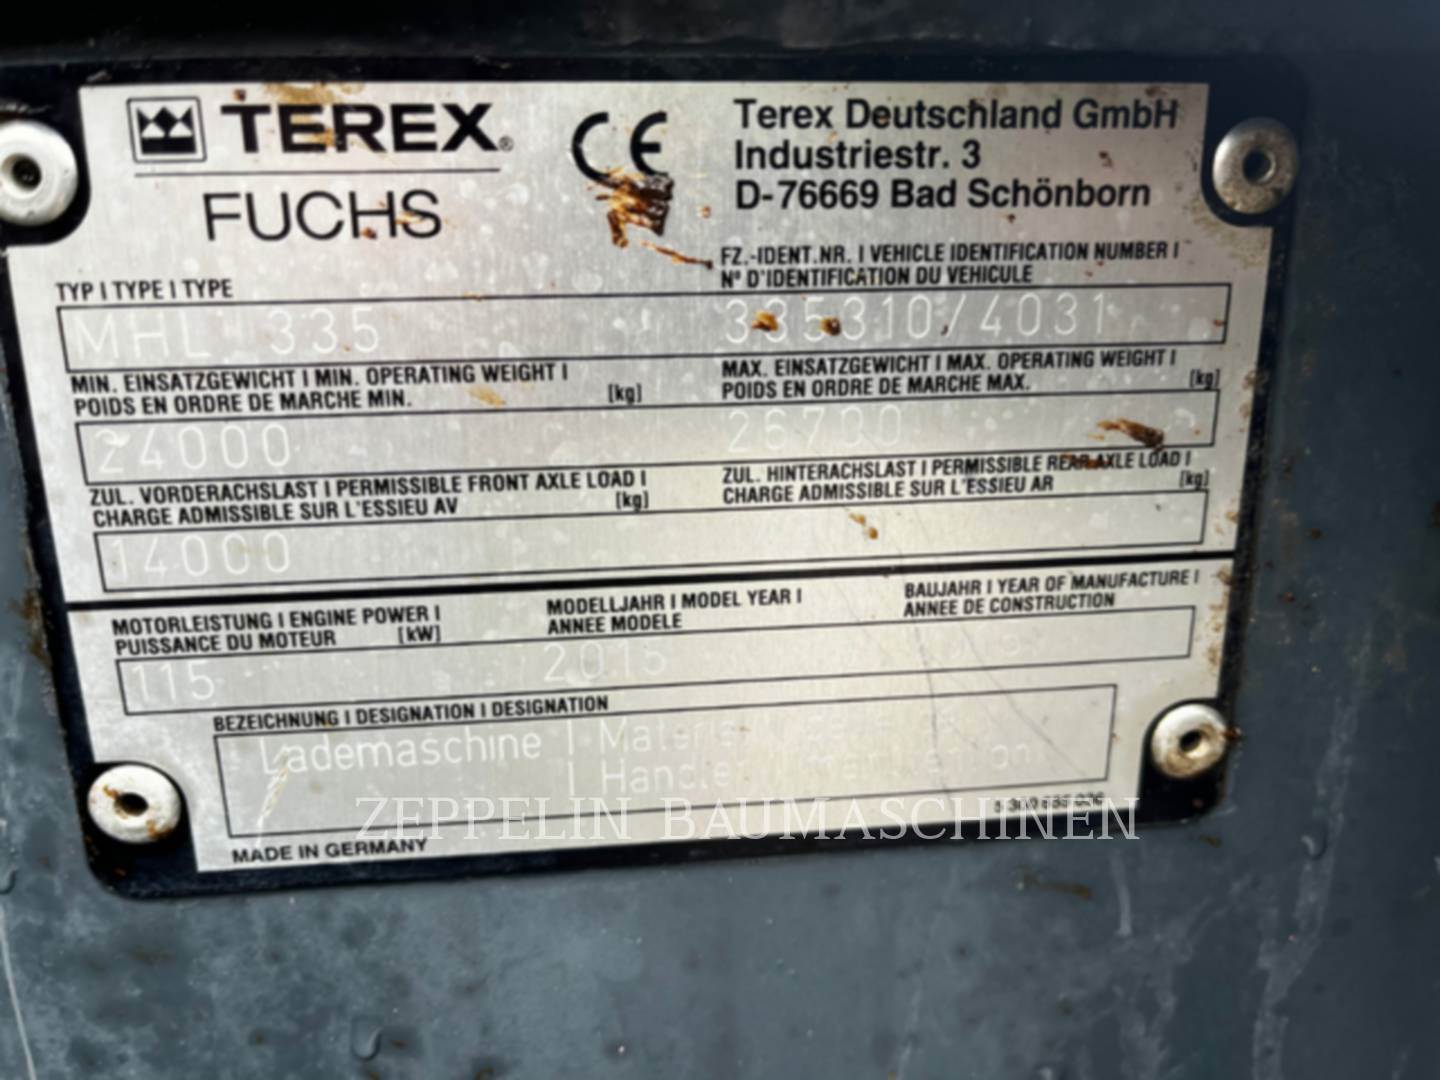 TEREX®
FUCHS
CE
Terex Deutschland GmbH
Industriestr. 3
D-76669 Bad Schönborn
TYP I TYPE I TYPE
FZ.-IDENT.NR. I VEHICLE IDENTIFICATION NUMBER I
N° D'IDENTIFICATION DU VEHICULE
MHL 335
335310/4031
MIN. EINSATZGEWICHT I MIN. OPERATING WEIGHT I
POIDS EN ORDRE DE MARCHE MIN. [kg]
MAX. EINSATZGEWICHT I MAX. OPERATING WEIGHT I
POIDS EN ORDRE DE MARCHE MAX. [kg]
24000
26700
ZUL. VORDERACHSLAST I PERMISSIBLE FRONT AXLE LOAD I
CHARGE ADMISSIBLE SUR L'ESSIEU AV [kg]
ZUL. HINTERACHSLAST I PERMISSIBLE REAR AXLE LOAD I
CHARGE ADMISSIBLE SUR L'ESSIEU AR [kg]
14000
MOTORLEISTUNG I ENGINE POWER I
PUISSANCE DU MOTEUR [kW]
MODELLJAHR I MODEL YEAR I
ANNEE MODELE
BAUJAHR I YEAR OF MANUFACTURE I
ANNEE DE CONSTRUCTION
115
2015
BEZEICHNUNG I DESIGNATION I DESIGNATION
Lademaschine | Material
| Handler
ZEPPELIN BAUMASCHINEN
MADE IN GERMANY